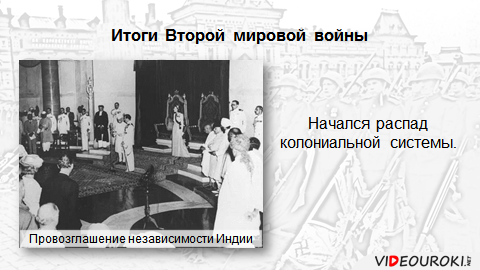 Итоги Второй мировой войны
Начался распад
колониальной системы.
Провозглашение независимости Индии
VIDEOUROKI.NET